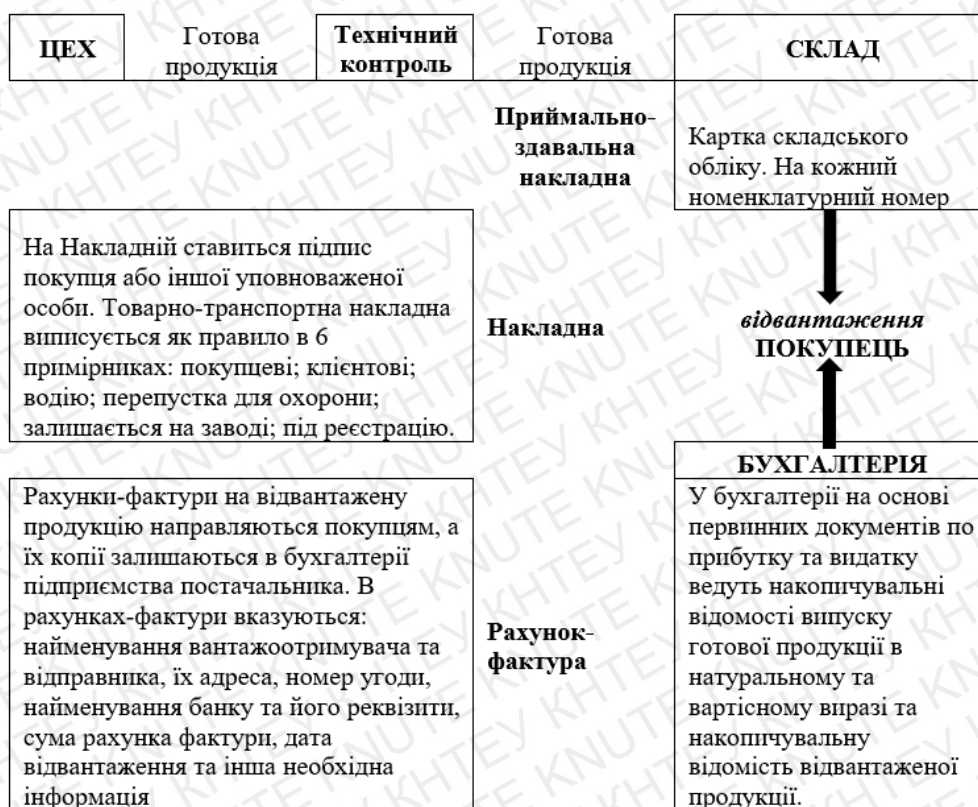 ЦЕХ
Готова
продукція
Технічний
контроль
Готова
продукція
СКЛАД
Приймально-
здавальна
накладна
Картка складського
обліку. На кожний
номенклатурний номер
На Накладній ставиться підпис
покупця або іншої уповноваженої
особи. Товарно-транспортна накладна
виписується як правило в 6
примірниках: покупцеві; клієнтові;
водію; перепустка для охорони;
залишається на заводі; під реєстрацію.
Накладна
відвантаження
ПОКУПЕЦЬ
БУХГАЛТЕРІЯ
Рахунки-фактури на відвантажену
продукцію направляються покупцям, а
їх копії залишаються в бухгалтерії
підприємства постачальника. В
рахунках-фактури вказуються:
найменування вантажоотримувача та
відправника, їх адреса, номер угоди,
найменування банку та його реквізити,
сума рахунка фактури, дата
відвантаження та інша необхідна
інформація
Рахунок-
фактура
У бухгалтерії на основі
первинних документів по
прибутку та видатку
ведуть накопичувальні
відомості випуску
готової продукції в
натуральному та
вартісному виразі та
накопичувальну
відомість відвантаженої
продукції.